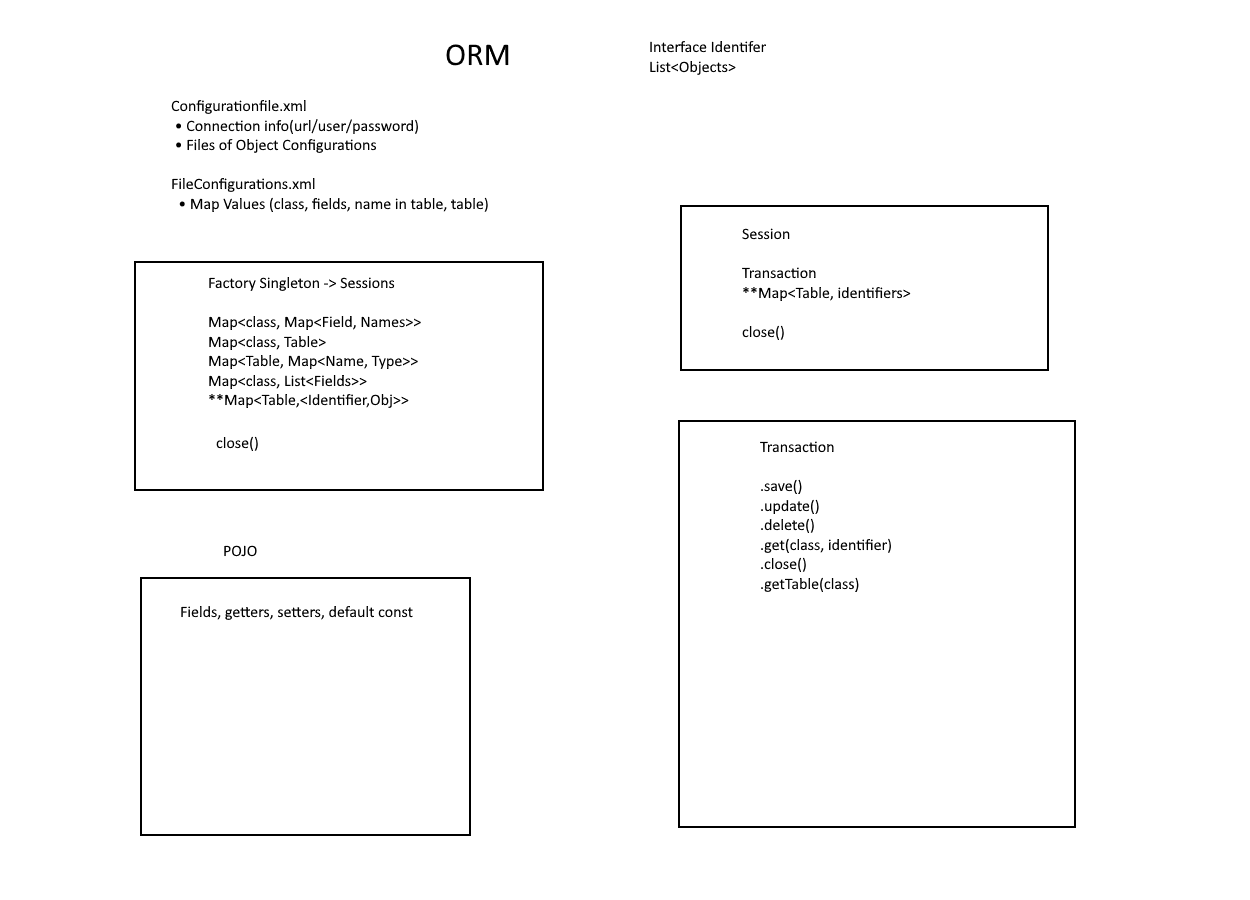 ORM
Interface Identifer
List<Objects>
Configurationfile.xml
• Connection info(url/user/password)
• Files of Object Configurations
FileConfigurations.xml
• Map Values (class, fields, name in table, table)
Factory Singleton -> Sessions
Map<class, Map<Field, Names>>
Map<class, Table>
Map<Table, Map<Name, Type>>
Map<class, List<Fields>>
**Map<Table,<Identifier,Obj>>
close()
Session
Transaction
**Map<Table, identifiers>
close()
POJO
Fields, getters, setters, default const
Transaction
.save()
.update()
.delete()
.get(class, identifier)
.close()
.getTable(class)